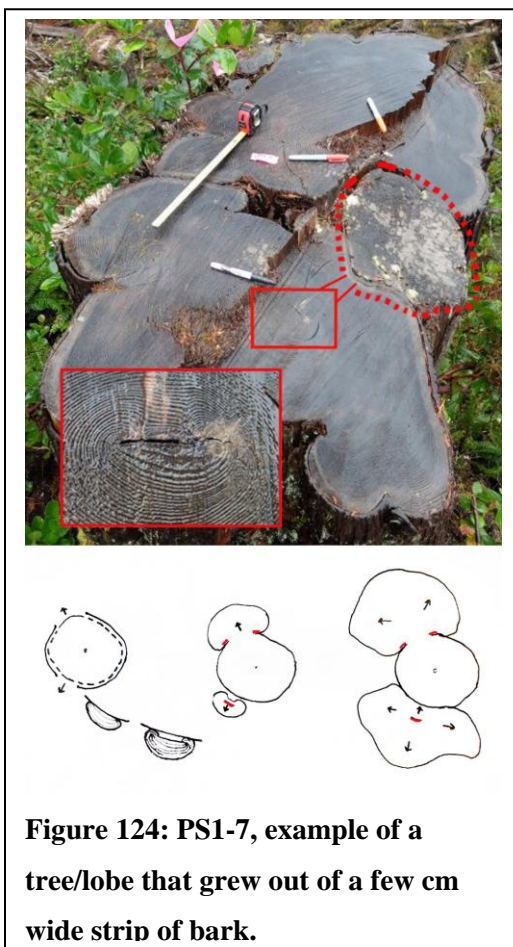 Figure 124: PS1-7, example of a
tree/lobe that grew out of a few cm
wide strip of bark.